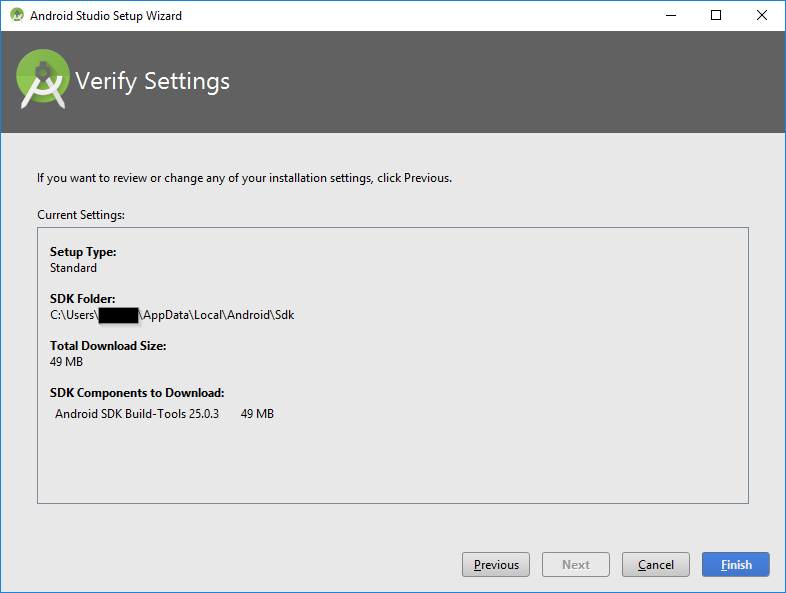 Android Studio Setup Wizard
Verify Settings
If you want to review or change any of your installation settings, click Previous.
Current Settings:
Setup Type:
Standard
SDK Folder:
C:\Users\ \AppData\Local\Android\Sdk
Total Download Size:
49 MB
SDK Components to Download:
Android SDK Build-Tools 25.0.3 49 MB
Previous Next Cancel Finish